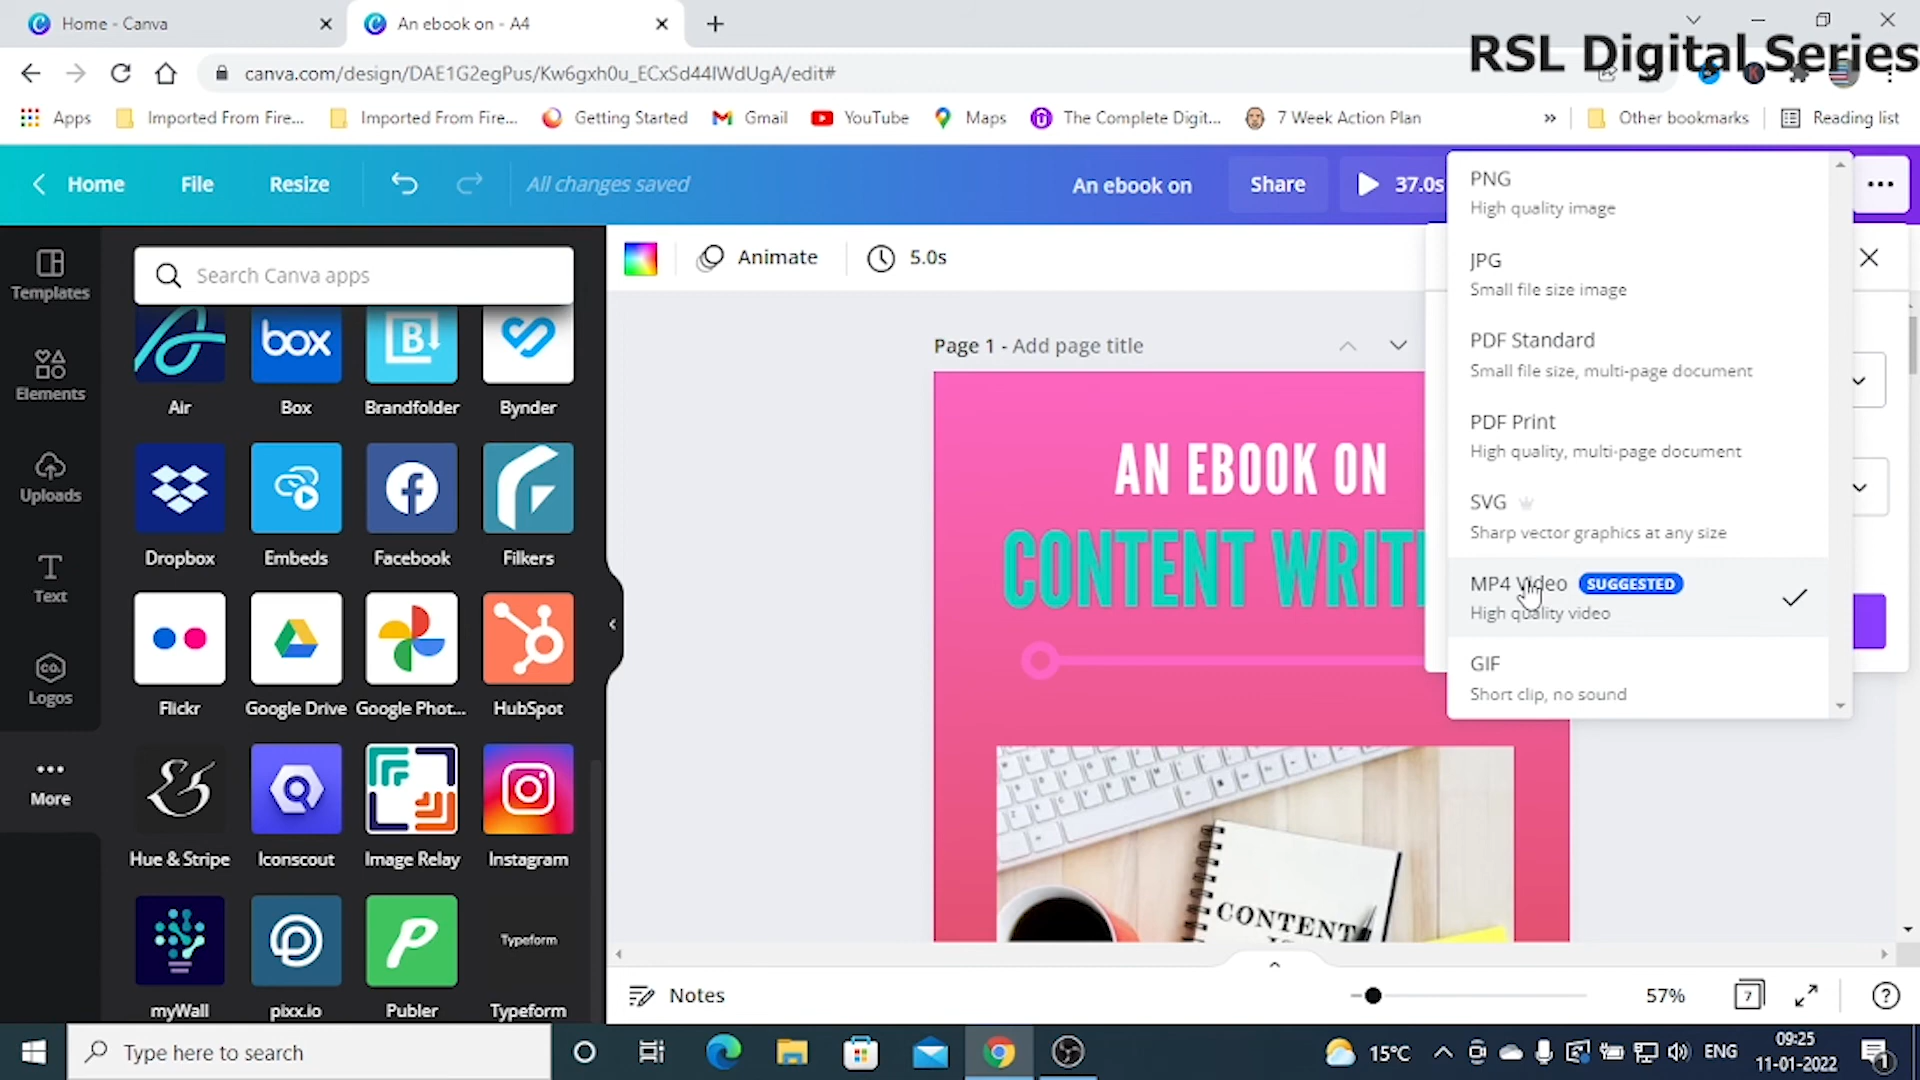 Home - Canva
An ebook on - A4
RSL Digital Series
canva.com/design/DAE1G2egPus/Kw6gxh0u_ECxSd44IWdUgA/edit#
Apps
Imported From Fire...
Imported From Fire...
Getting Started
Gmail
YouTube
Maps
The Complete Digit...
7 Week Action Plan
»
Other bookmarks
Reading list
Home
File
Resize
All changes saved
An ebook on
Share
37.0s
Templates
Elements
Uploads
Text
Logos
More
Search Canva apps
Air
box
Box
Brandfolder
Bynder
Dropbox
Embeds
Facebook
Filkers
Flickr
Google Drive
Google Phot...
HubSpot
Hue & Stripe
Iconscout
Image Relay
Instagram
myWall
pixx.io
Publer
Typeform
Typeform
Animate
5.0s
Page 1 - Add page title
AN EBOOK ON
CONTENT WRITI
CONTENT
PNG
High quality image
JPG
Small file size image
PDF Standard
Small file size, multi-page document
PDF Print
High quality, multi-page document
SVG
Sharp vector graphics at any size
MP4 Video SUGGESTED
High quality video
GIF
Short clip, no sound
Notes
57%
7
Type here to search
15°C
ENG
09:25
11-01-2022
1